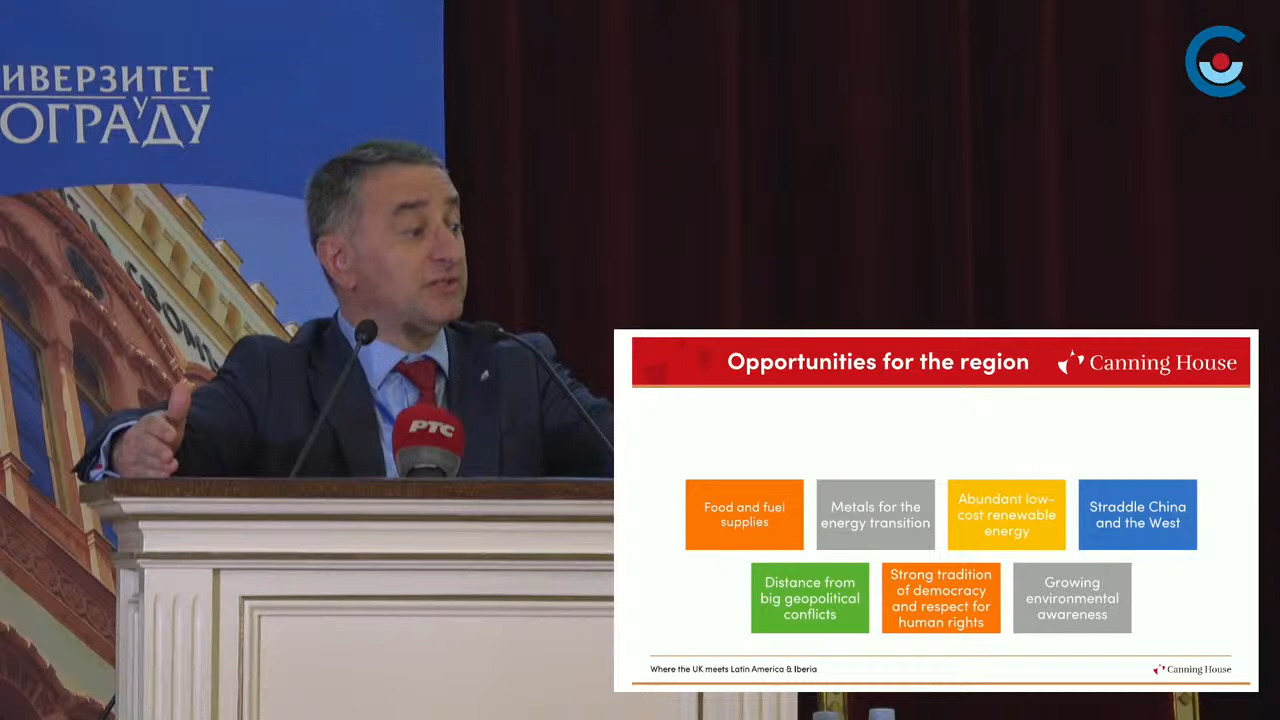 ИВЕРЗИТЕТ
У
ОГРАДУ
РТС
Opportunities for the region
Canning House
Food and fuel
supplies
Metals for the
energy transition
Abundant low-
cost renewable
energy
Straddle China
and the West
Distance from
big geopolitical
conflicts
Strong tradition
of democracy
and respect for
human rights
Growing
environmental
awareness
Where the UK meets Latin America & Iberia
Canning House